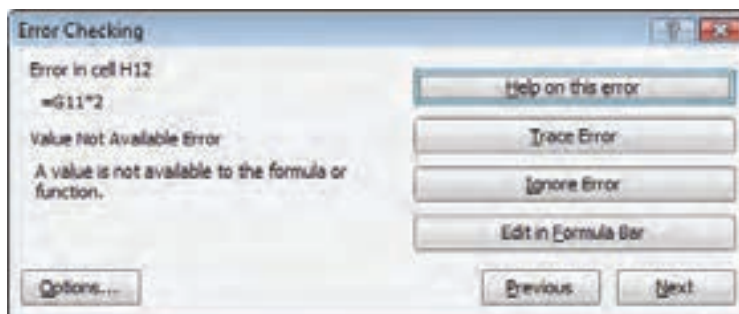 Error Checking
Error in cell H12
=G11*2
Value Not Available Error
A value is not available to the formula or
function.
Help on this error
Trace Error
Ignore Error
Edit in Formula Bar
Options...
Previous
Next